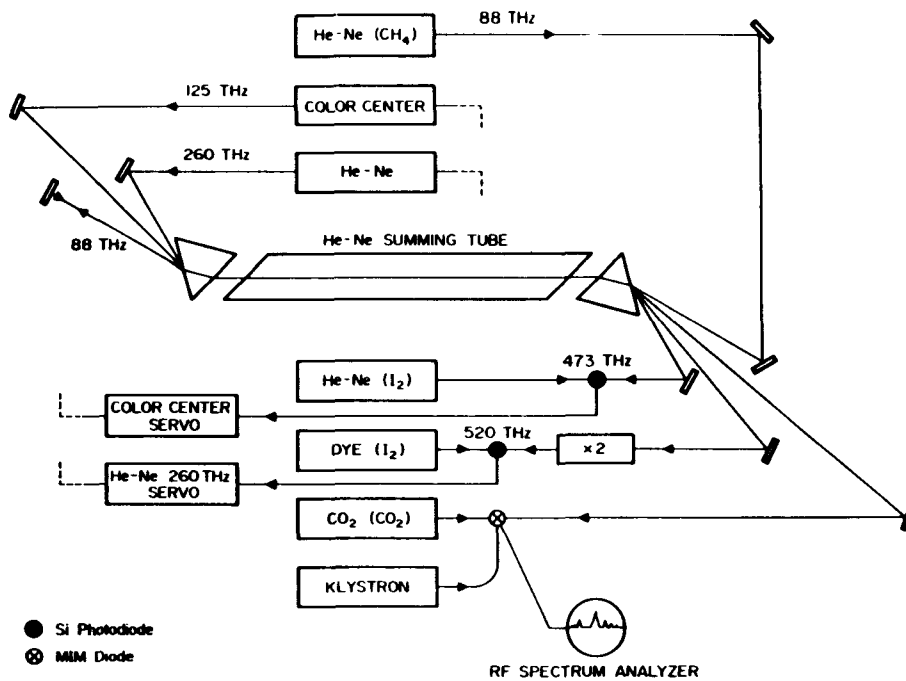 He-Ne (CH₄)
88 THz
125 THz
COLOR CENTER
260 THz
He-Ne
88 THz
He-Ne SUMMING TUBE
473 THz
He-Ne (I₂)
COLOR CENTER
SERVO
520 THz
DYE (I₂)
×2
He-Ne 260 THz
SERVO
CO₂ (CO₂)
KLYSTRON
Si Photodiode
MIM Diode
RF SPECTRUM ANALYZER